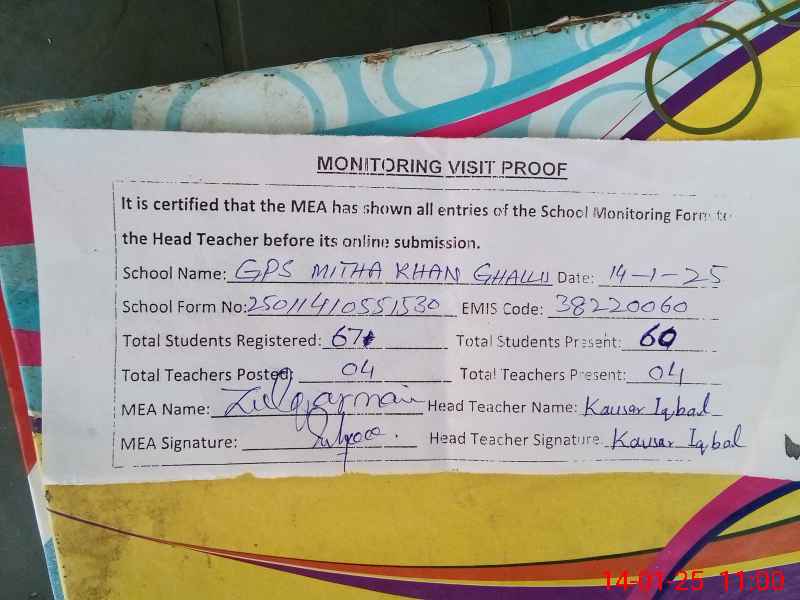 MONITORING VISIT PROOF
It is certified that the MEA has shown all entries of the School Monitoring Form to
the Head Teacher before its online submission.
School Name: GPS MITHA KHAN GHALLU Date: 14-1-25
School Form No: 25011410551530 EMIS Code: 38220060
Total Students Registered: 67 Total Students Present: 60
Total Teachers Posted: 04 Total Teachers Present: 04
MEA Name: Zulqarnain Head Teacher Name: Kausar Iqbal
MEA Signature: Head Teacher Signature: Kausar Iqbal
14-01-25 11:00